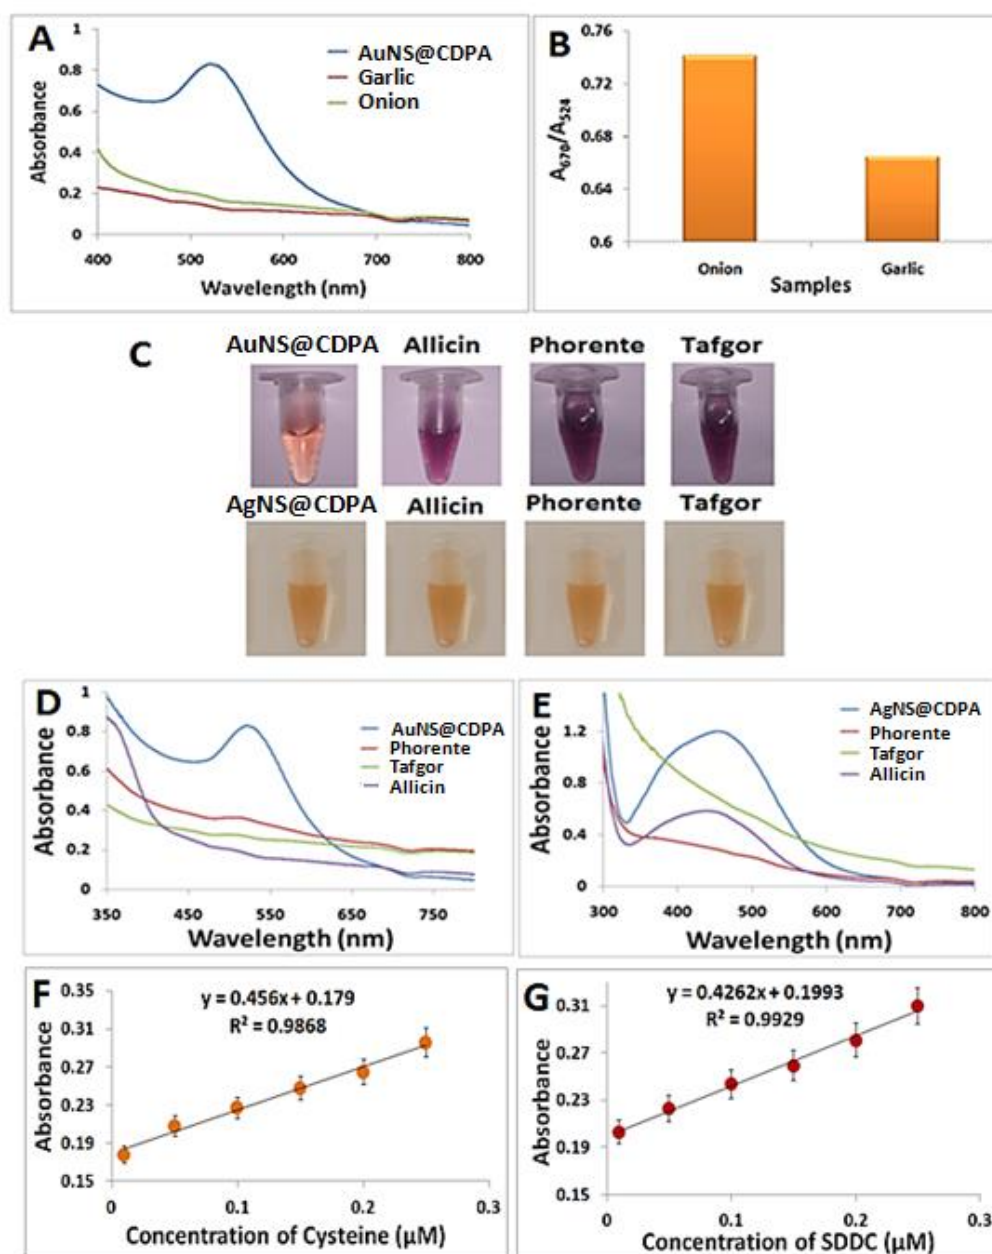 A
1
0.8
0.6
0.4
0.2
0
Absorbance
AuNS@CDPA
Garlic
Onion
400 500 600 700 800
Wavelength (nm)
B
0.76
0.72
0.68
0.64
0.6
A670/A524
Onion Garlic
Samples
C
AuNS@CDPA Allicin Phorente Tafgor
AgNS@CDPA Allicin Phorente Tafgor
D
1
0.8
0.6
0.4
0.2
0
Absorbance
AuNS@CDPA
Phorente
Tafgor
Allicin
350 450 550 650 750
Wavelength (nm)
E
1.2
0.8
0.4
0
Absorbance
AgNS@CDPA
Phorente
Tafgor
Allicin
300 400 500 600 700 800
Wavelength (nm)
F
0.35
0.31
0.27
0.23
0.19
0.15
Absorbance
y = 0.456x + 0.179
R² = 0.9868
0 0.1 0.2 0.3
Concentration of Cysteine (µM)
G
0.31
0.27
0.23
0.19
0.15
Absorbance
y = 0.4262x + 0.1993
R² = 0.9929
0 0.1 0.2 0.3
Concentration of SDDC (µM)